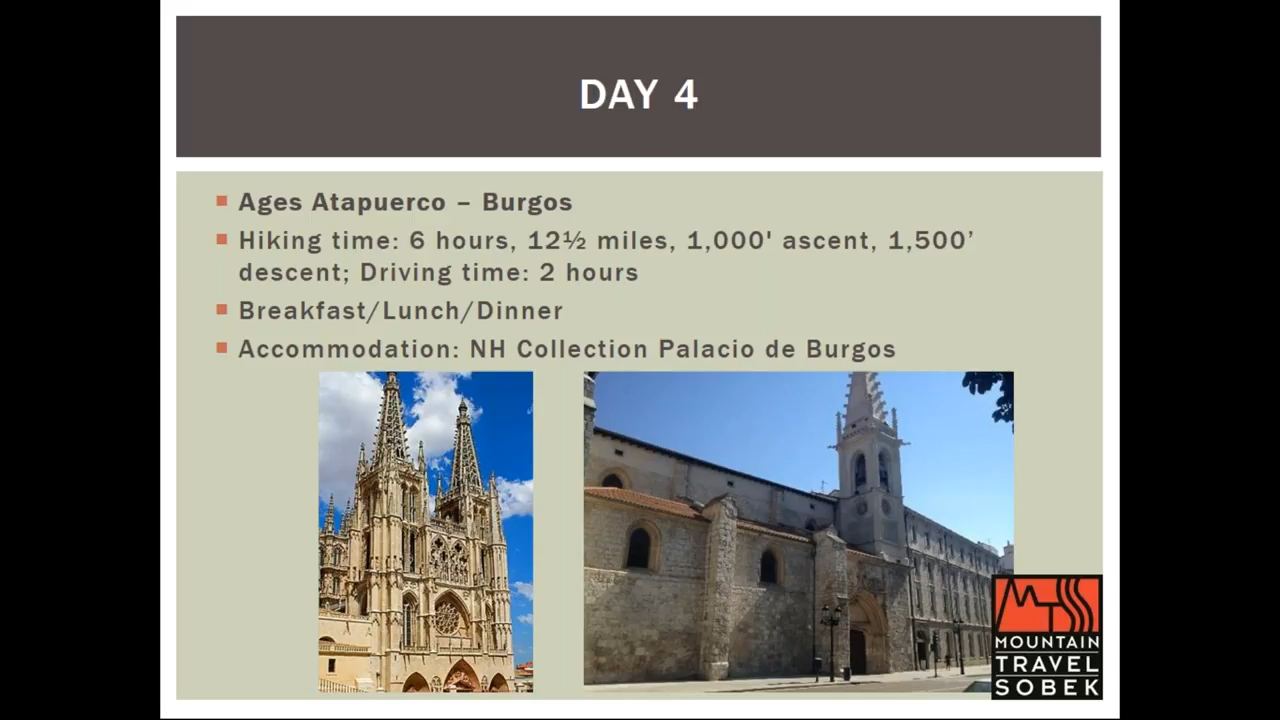 DAY 4
Ages Atapuerco – Burgos
Hiking time: 6 hours, 12½ miles, 1,000' ascent, 1,500’
descent; Driving time: 2 hours
Breakfast/Lunch/Dinner
Accommodation: NH Collection Palacio de Burgos
MTS
MOUNTAIN
TRAVEL
SOBEK